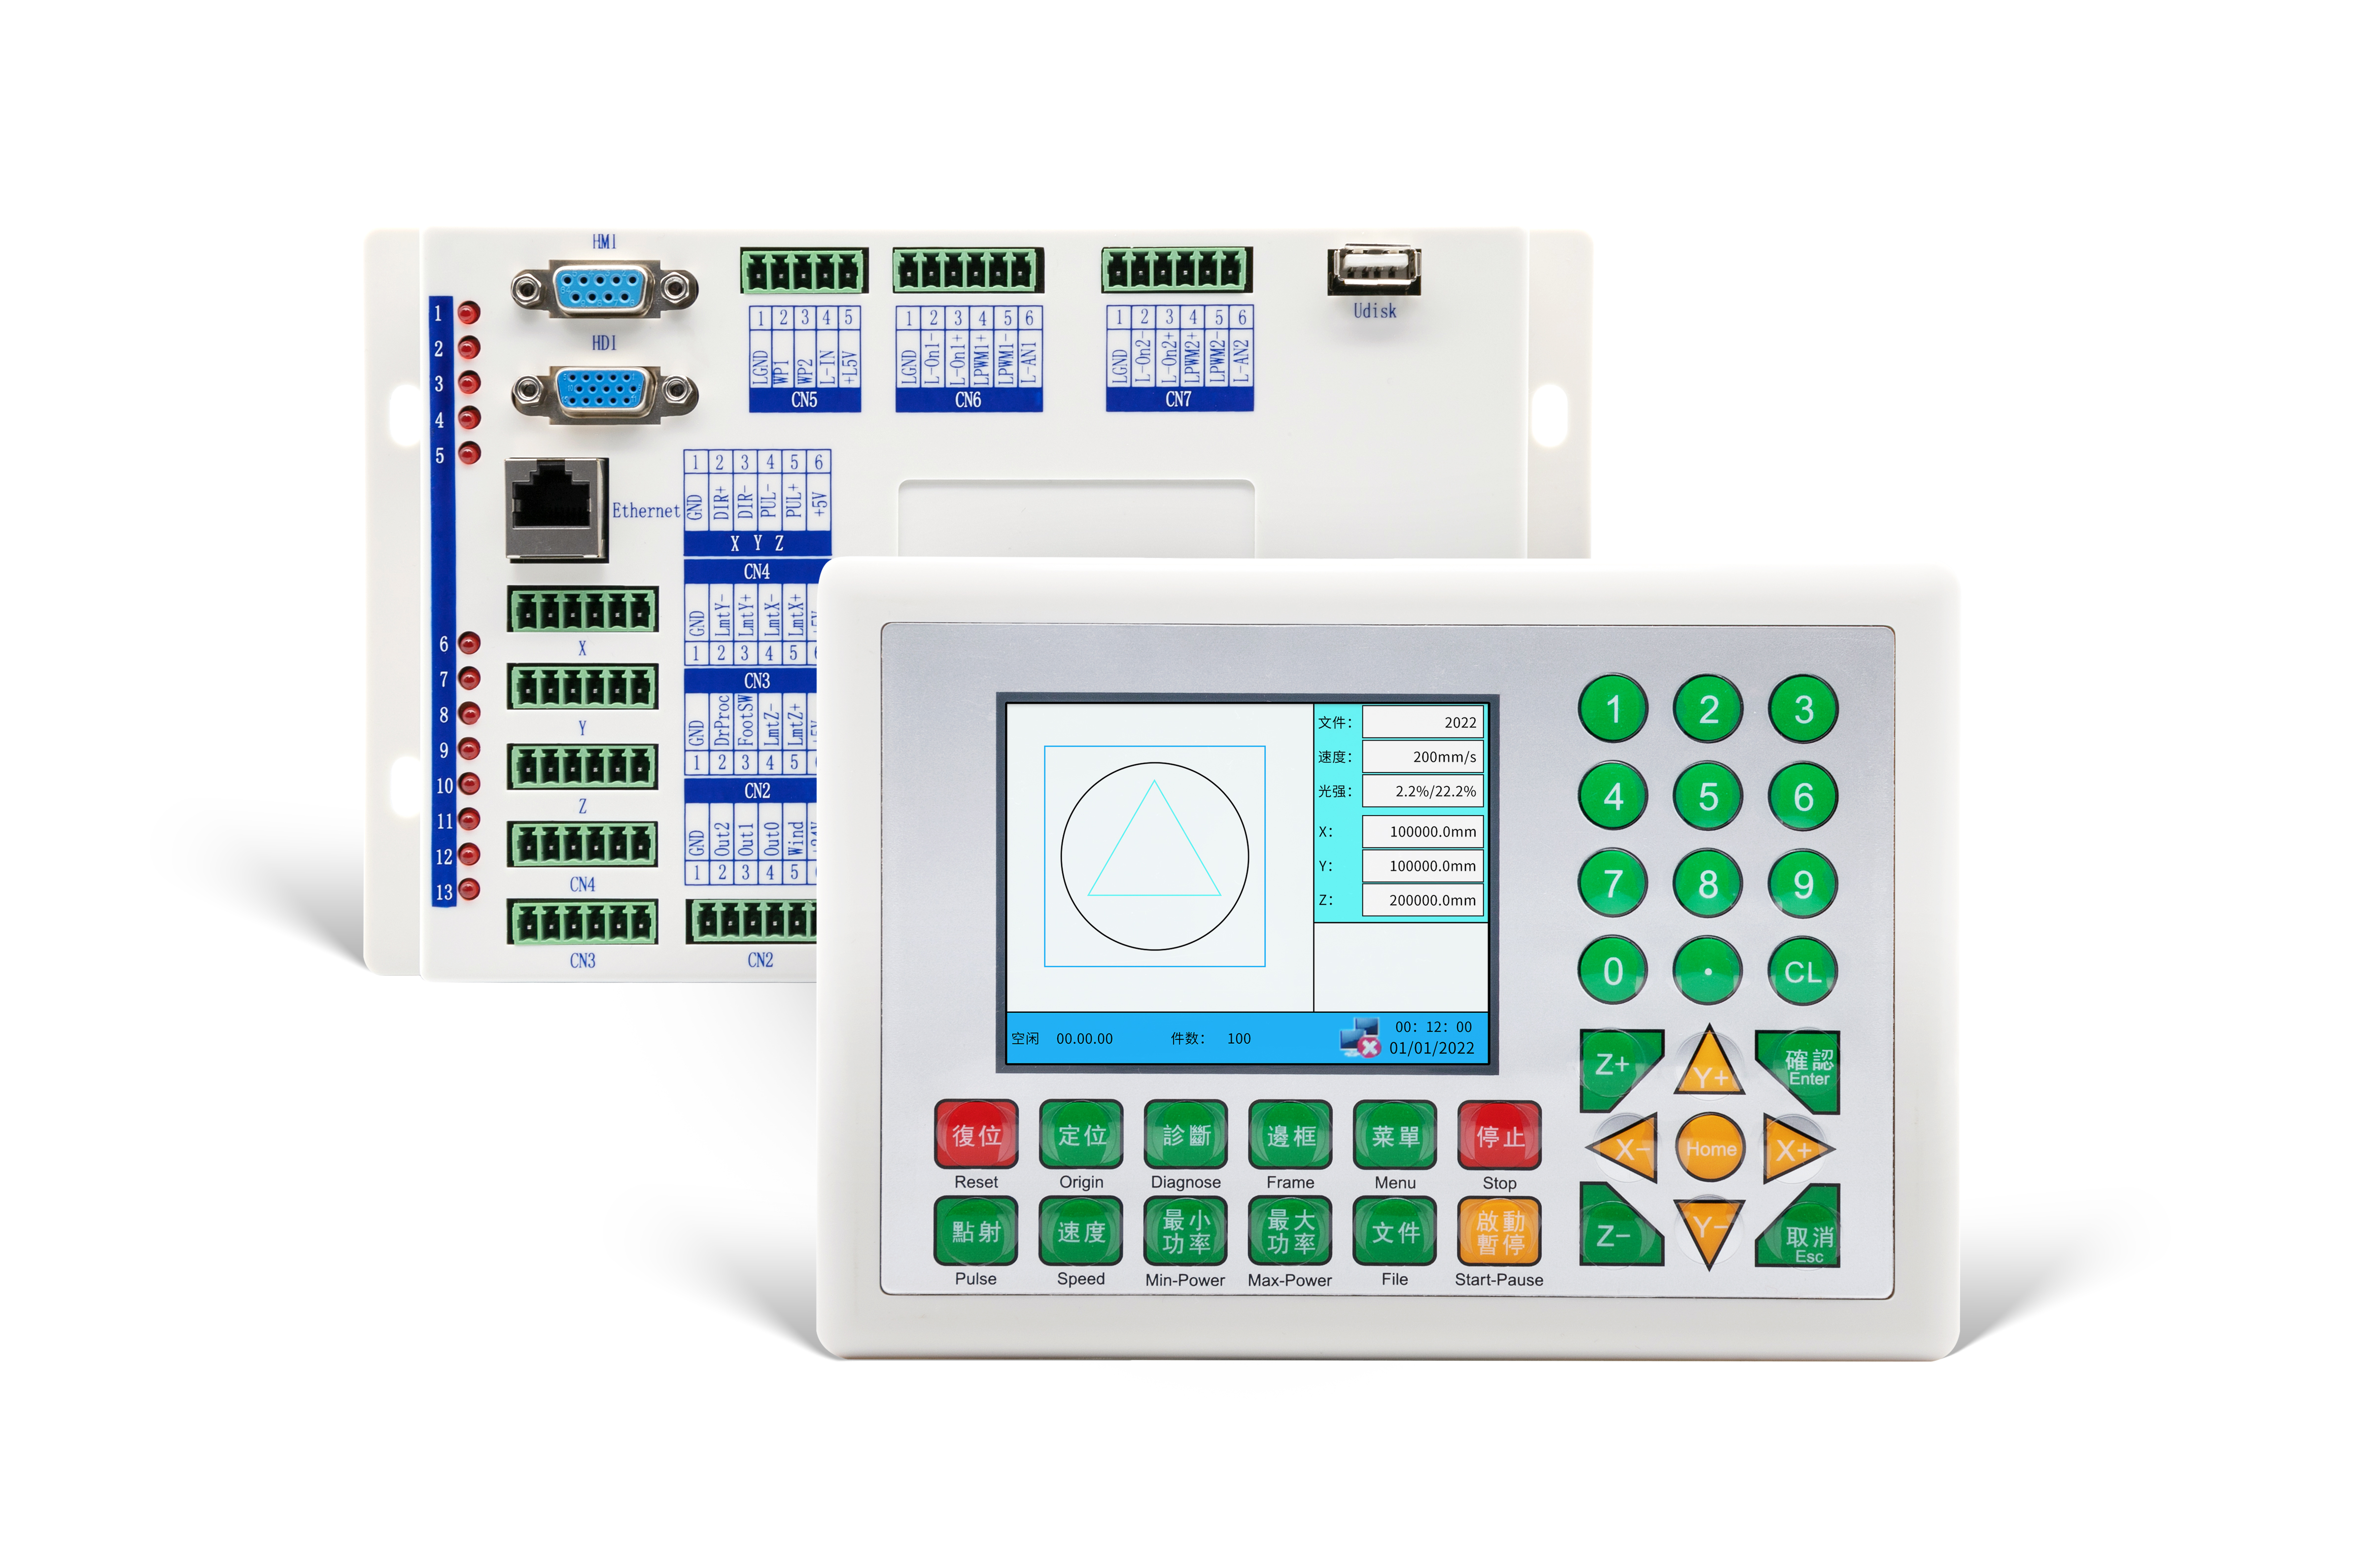 HMI
HDI
1
2
3
4
5
6
7
8
9
10
11
12
13
Ethernet
X
Y
Z
CN4
CN3
CN2
1 2 3 4 5
LGND WP1 WP2 L-IN +L5V
CN5
1 2 3 4 5 6
LGND L-On1- L-On1+ LPWM1+ LPWM1- L-AN1
CN6
1 2 3 4 5 6
LGND L-On2- L-On2+ LPWM2+ LPWM2- L-AN2
CN7
Udisk
1 2 3 4 5 6
GND DIR+ DIR- PUL- PUL+ +5V
X Y Z
CN4
GND LmtY- LmtY+ LmtX- LmtX+
1 2 3 4 5
CN3
GND DrProc FootSW LmtZ- LmtZ+
1 2 3 4 5
CN2
GND Out2 Out1 Out0 Wind
1 2 3 4 5
文件: 2022
速度: 200mm/s
光强: 2.2%/22.2%
X: 100000.0mm
Y: 100000.0mm
Z: 200000.0mm
空闲 00.00.00 件数: 100
00: 12: 00
01/01/2022
1 2 3
4 5 6
7 8 9
0 . CL
Z+ Y+ 確認
Enter
X- Home X+
Z- Y- 取消
Esc
復位 定位 診斷 邊框 菜單 停止
Reset Origin Diagnose Frame Menu Stop
點射 速度 最小功率 最大功率 文件 啟動暫停
Pulse Speed Min-Power Max-Power File Start-Pause